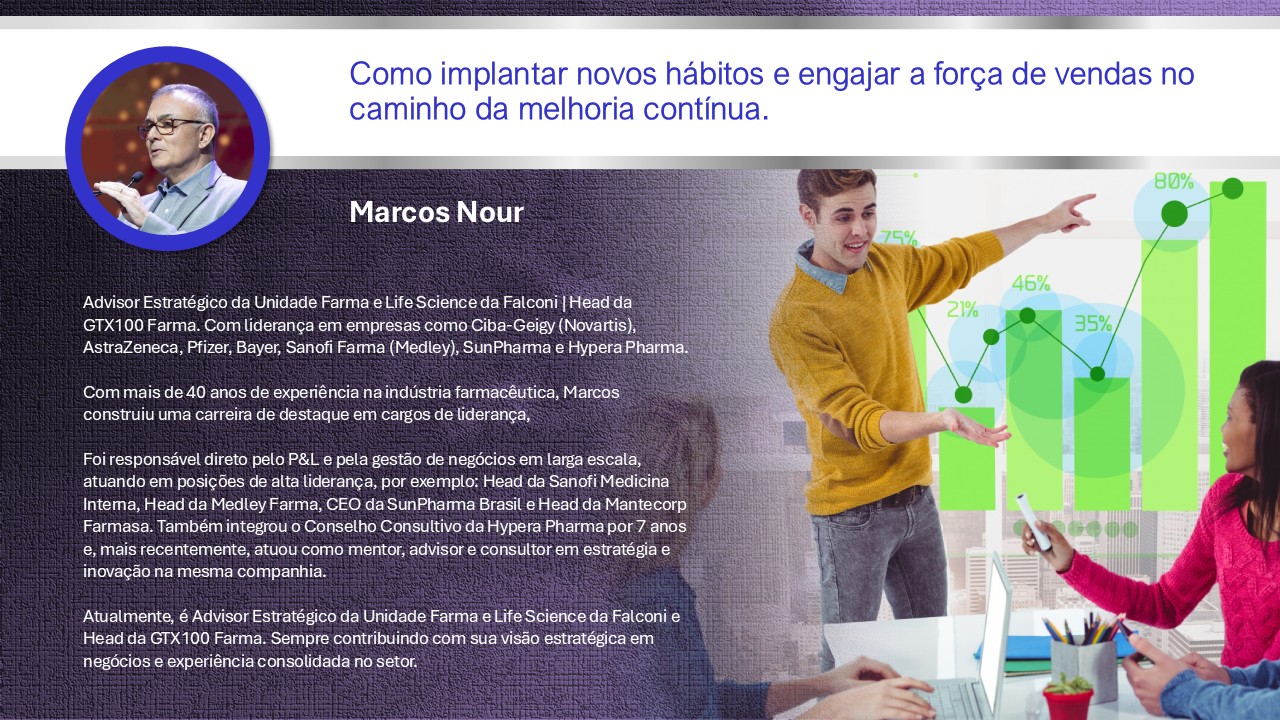 Como implantar novos hábitos e engajar a força de vendas no
caminho da melhoria contínua.
Marcos Nour
Advisor Estratégico da Unidade Farma e Life Science da Falconi | Head da
GTX100 Farma. Com liderança em empresas como Ciba-Geigy (Novartis),
AstraZeneca, Pfizer, Bayer, Sanofi Farma (Medley), SunPharma e Hypera Pharma.
Com mais de 40 anos de experiência na indústria farmacêutica, Marcos
construiu uma carreira de destaque em cargos de liderança,
Foi responsável direto pelo P&L e pela gestão de negócios em larga escala,
atuando em posições de alta liderança, por exemplo: Head da Sanofi Medicina
Interna, Head da Medley Farma, CEO da SunPharma Brasil e Head da Mantecorp
Farmasa. Também integrou o Conselho Consultivo da Hypera Pharma por 7 anos
e, mais recentemente, atuou como mentor, advisor e consultor em estratégia e
inovação na mesma companhia.
Atualmente, é Advisor Estratégico da Unidade Farma e Life Science da Falconi e
Head da GTX100 Farma. Sempre contribuindo com sua visão estratégica em
negócios e experiência consolidada no setor.
75%
21%
46%
35%
80%